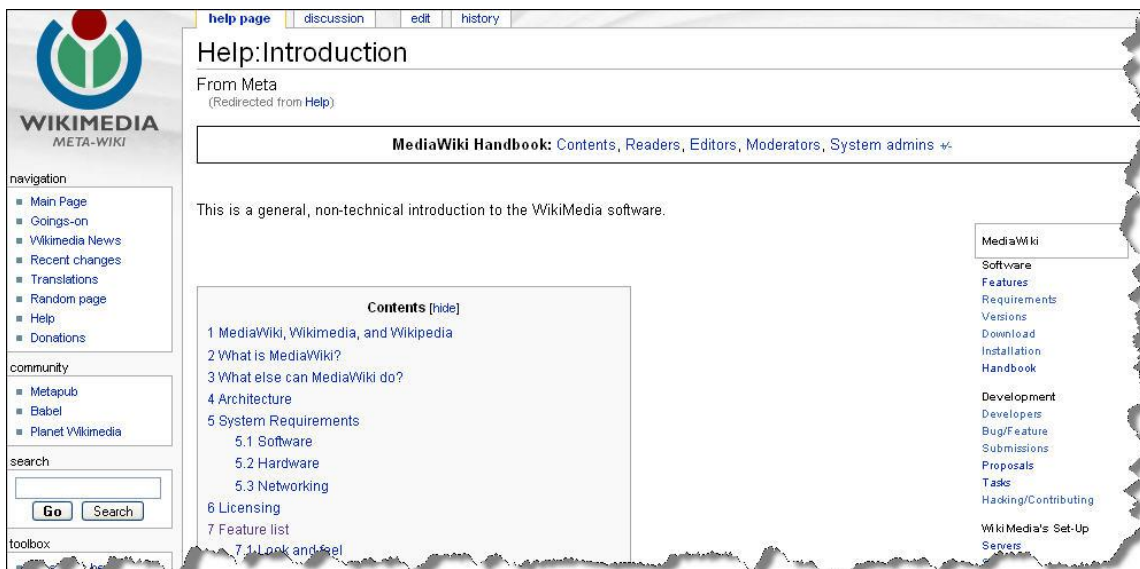 help page discussion edit history
Help:Introduction
From Meta
(Redirected from Help)
MediaWiki Handbook: Contents, Readers, Editors, Moderators, System admins +/-
This is a general, non-technical introduction to the WikiMedia software.
WIKIMEDIA
META-WIKI
navigation
Main Page
Goings-on
Wikimedia News
Recent changes
Translations
Random page
Help
Donations
community
Metapub
Babel
Planet Wikimedia
search
Go Search
toolbox
Contents [hide]
1 MediaWiki, Wikimedia, and Wikipedia
2 What is MediaWiki?
3 What else can MediaWiki do?
4 Architecture
5 System Requirements
5.1 Software
5.2 Hardware
5.3 Networking
6 Licensing
7 Feature list
7.1 Look and feel
MediaWiki
Software
Features
Requirements
Versions
Download
Installation
Handbook
Development
Developers
Bug/Feature
Submissions
Proposals
Tasks
Hacking/Contributing
WikiMedia's Set-Up
Servers